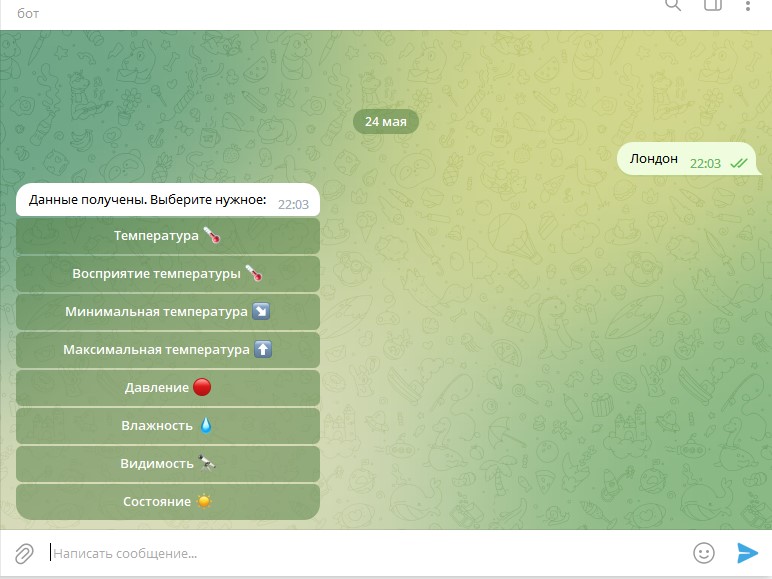 бот
24 мая
Лондон 22:03
Данные получены. Выберите нужное: 22:03
Температура 🌡️
Восприятие температуры 🌡️
Минимальная температура ↘️
Максимальная температура ⬆️
Давление 🔴
Влажность 💧
Видимость 🔭
Состояние ☀️
Написать сообщение...